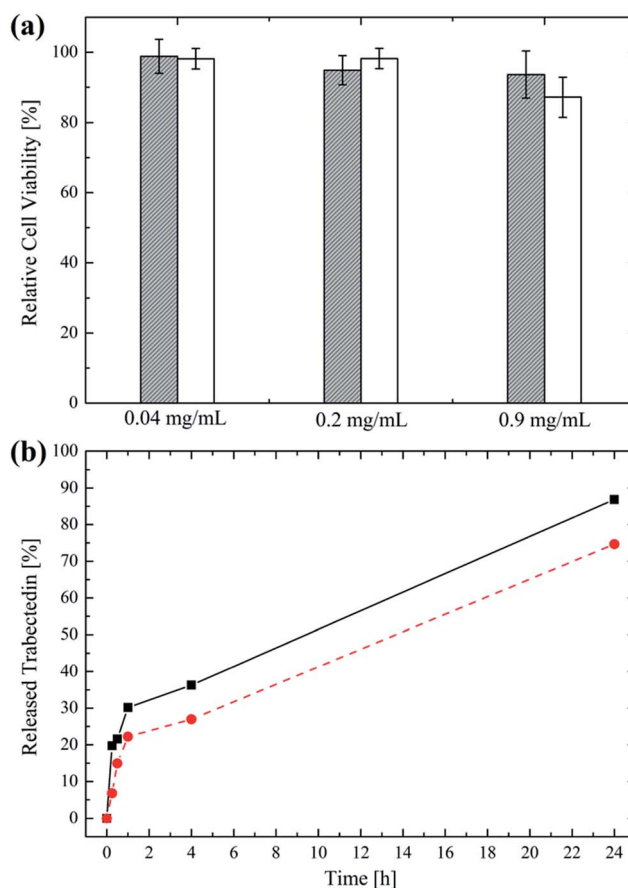 (a)
Relative Cell Viability [%]
100
80
60
40
20
0
0.04 mg/mL 0.2 mg/mL 0.9 mg/mL
(b)
Released Trabectedin [%]
100
90
80
70
60
50
40
30
20
10
0
0 2 4 6 8 10 12 14 16 18 20 22 24
Time [h]